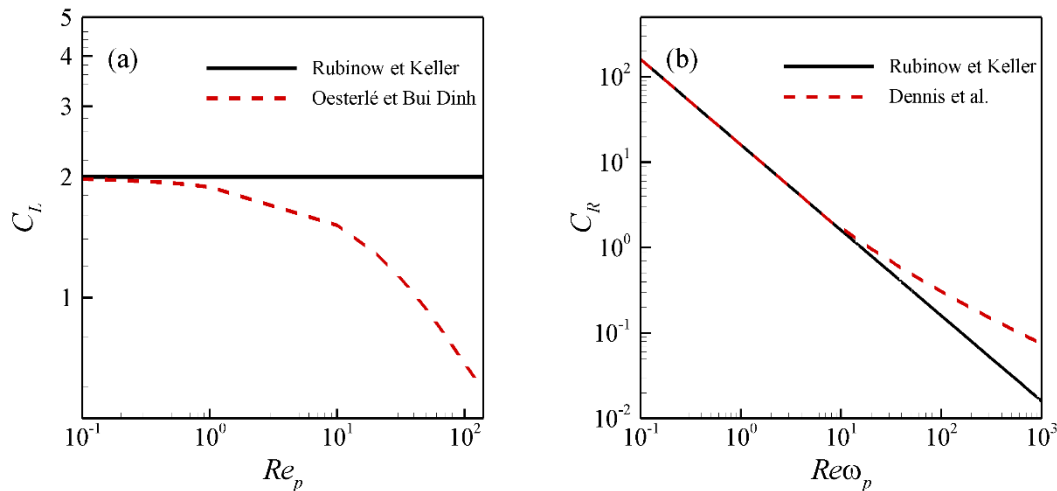 (a)
Rubinow et Keller
Oesterlé et Bui Dinh
5
4
3
2
1
C_L
10^-1
10^0
10^1
10^2
Re_p
(b)
Rubinow et Keller
Dennis et al.
10^2
10^1
10^0
10^-1
10^-2
C_R
10^-1
10^0
10^1
10^2
10^3
Reω_p